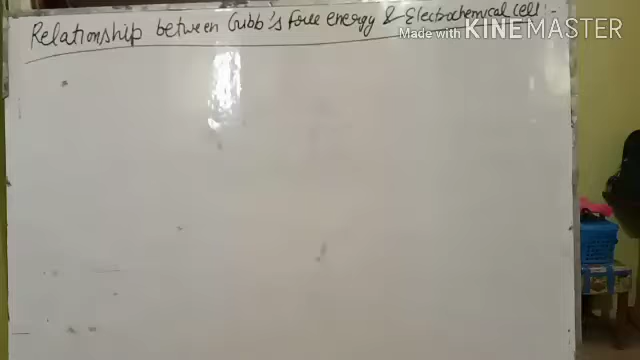 Relationship between Gibb's Free energy & Electrochemical cell :-
Made with KINEMASTER